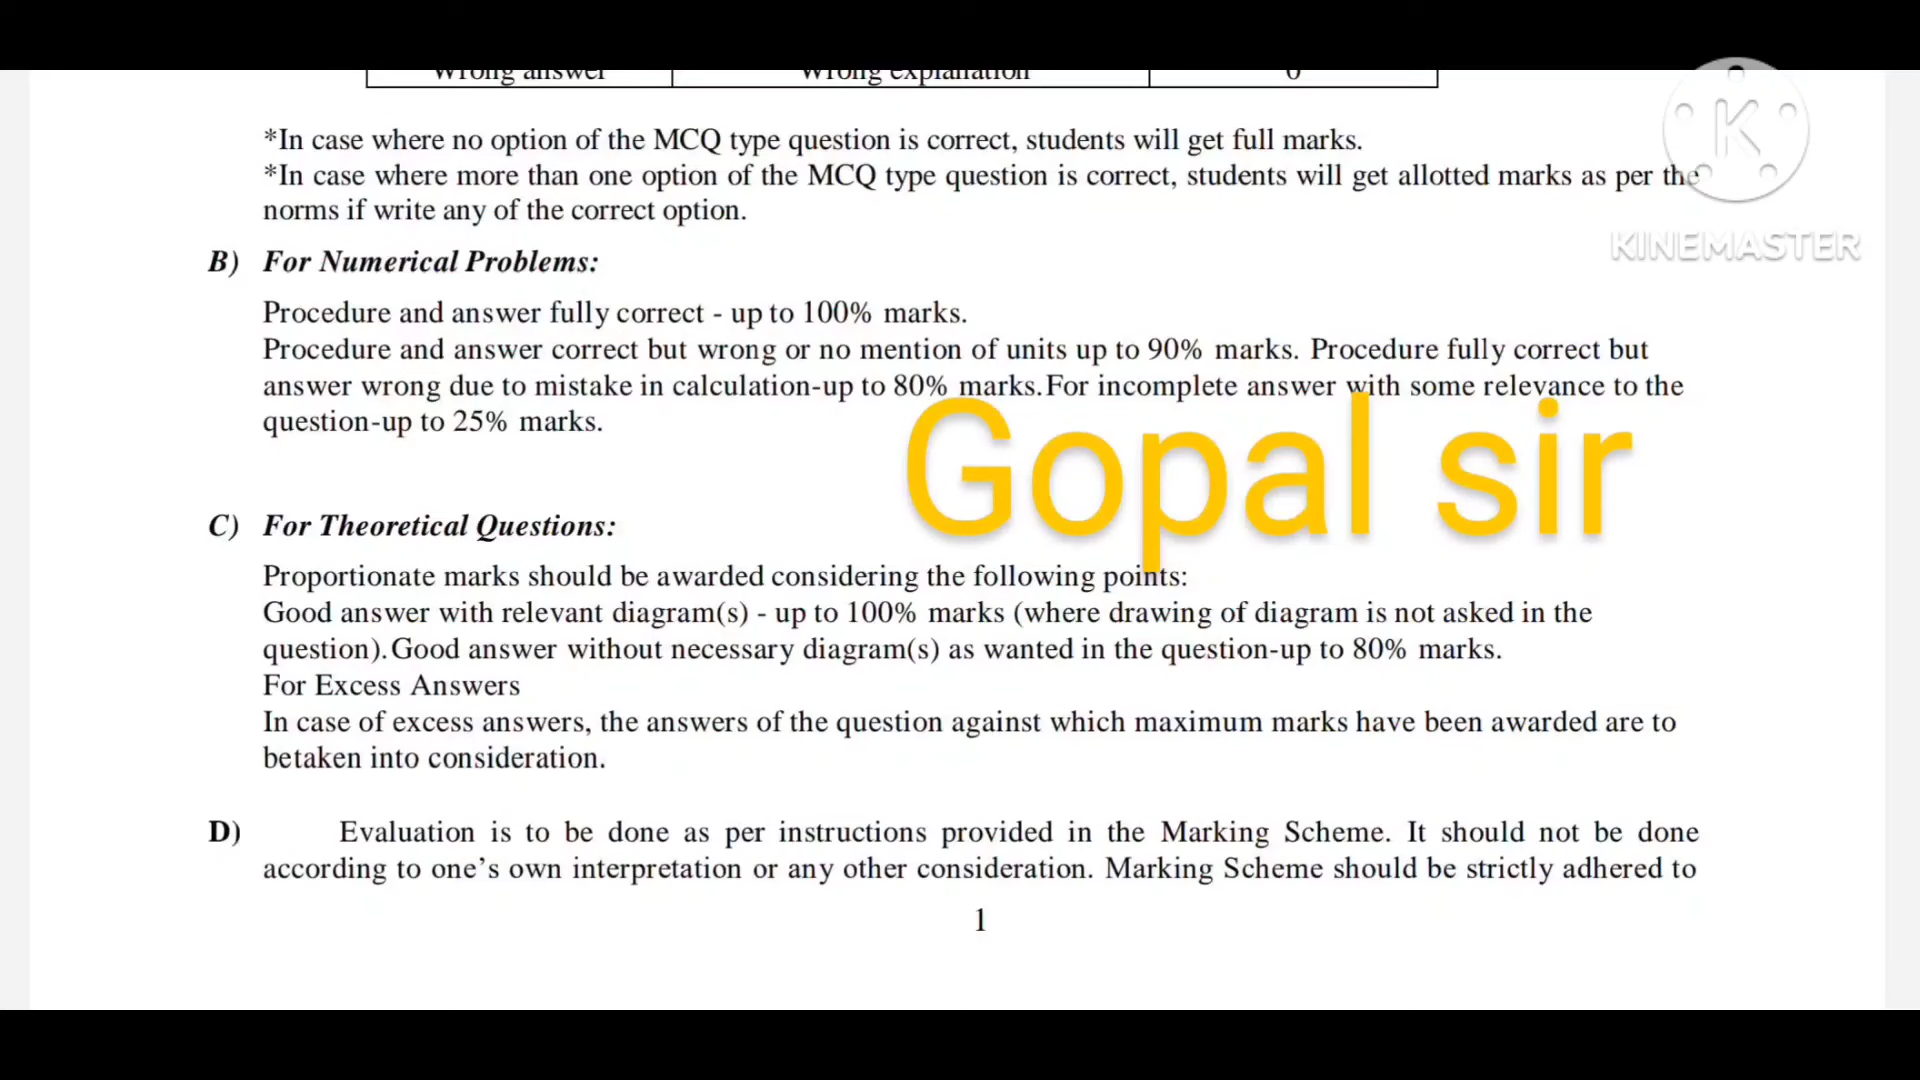 Wrong answer Wrong explanation 0
*In case where no option of the MCQ type question is correct, students will get full marks.
*In case where more than one option of the MCQ type question is correct, students will get allotted marks as per the
norms if write any of the correct option.
K
KINEMASTER
B) For Numerical Problems:
Procedure and answer fully correct - up to 100% marks.
Procedure and answer correct but wrong or no mention of units up to 90% marks. Procedure fully correct but
answer wrong due to mistake in calculation-up to 80% marks.For incomplete answer with some relevance to the
question-up to 25% marks.
Gopal sir
C) For Theoretical Questions:
Proportionate marks should be awarded considering the following points:
Good answer with relevant diagram(s) - up to 100% marks (where drawing of diagram is not asked in the
question).Good answer without necessary diagram(s) as wanted in the question-up to 80% marks.
For Excess Answers
In case of excess answers, the answers of the question against which maximum marks have been awarded are to
betaken into consideration.
D) Evaluation is to be done as per instructions provided in the Marking Scheme. It should not be done
according to one’s own interpretation or any other consideration. Marking Scheme should be strictly adhered to
1